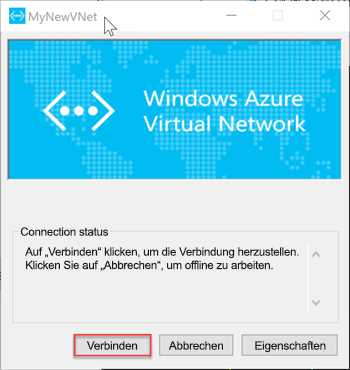 MyNewVNet
Windows Azure
Virtual Network
Connection status
Auf „Verbinden“ klicken, um die Verbindung herzustellen.
Klicken Sie auf „Abbrechen“, um offline zu arbeiten.
Verbinden Abbrechen Eigenschaften